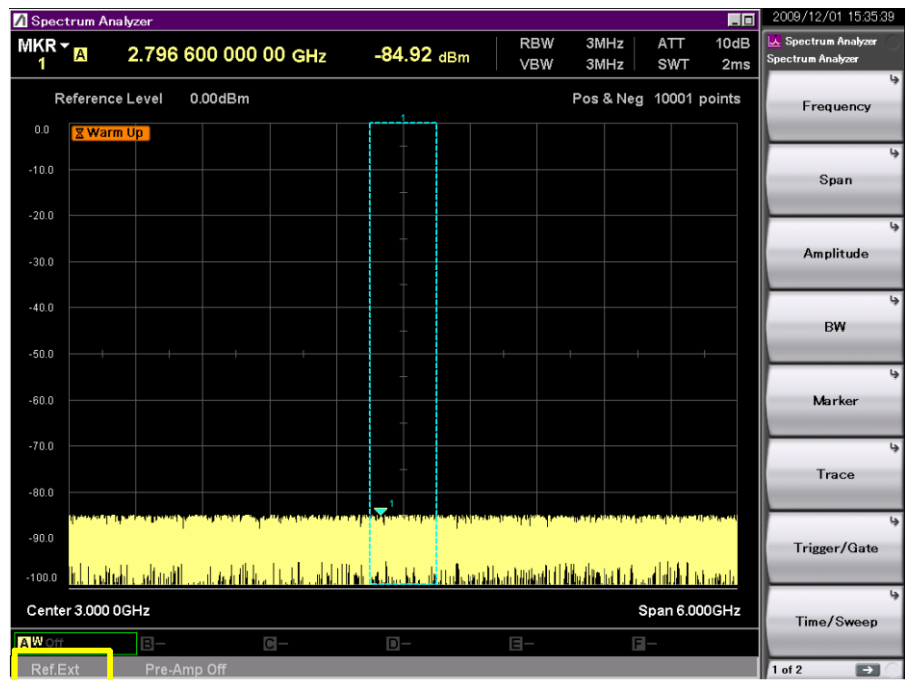 Spectrum Analyzer
2009/12/01 15:35:39
MKR
1
A
2.796 600 000 00 GHz
-84.92 dBm
RBW 3MHz ATT 10dB
VBW 3MHz SWT 2ms
Spectrum Analyzer
Spectrum Analyzer
Reference Level 0.00dBm
Pos & Neg 10001 points
1
Warm Up
0.0
-10.0
-20.0
-30.0
-40.0
-50.0
-60.0
-70.0
-80.0
-90.0
-100.0
1
Center 3.000 0GHz
Span 6.000GHz
A W Off B- C- D- E- F-
Ref.Ext Pre-Amp Off
Frequency
Span
Amplitude
BW
Marker
Trace
Trigger/Gate
Time/Sweep
1 of 2